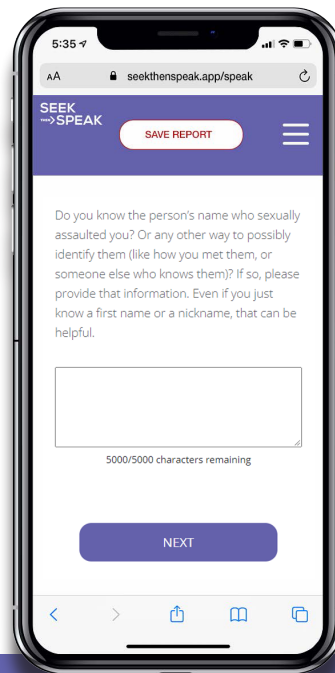 5:35
AA seekthenspeak.app/speak
SEEK
THEN SPEAK
SAVE REPORT
Do you know the person's name who sexually
assaulted you? Or any other way to possibly
identify them (like how you met them, or
someone else who knows them)? If so, please
provide that information. Even if you just
know a first name or a nickname, that can be
helpful.
5000/5000 characters remaining
NEXT